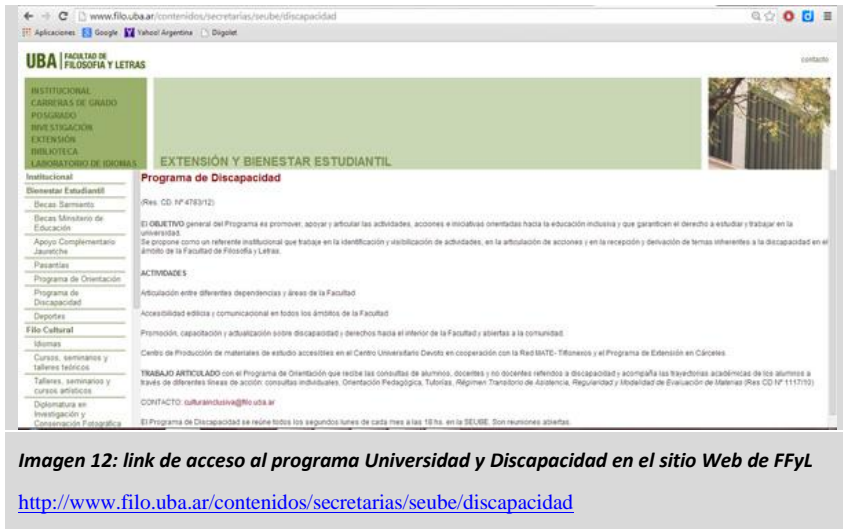 www.filo.uba.ar/contenidos/secretarias/seube/discapacidad
Aplicaciones Google Yahoo! Argentina Diigolet
UBA FACULTAD DE
FILOSOFIA Y LETRAS
contacto
INSTITUCIONAL
CARRERAS DE GRADO
POSGRADO
INVESTIGACIÓN
EXTENSIÓN
BIBLIOTECA
LABORATORIO DE IDIOMAS
EXTENSIÓN Y BIENESTAR ESTUDIANTIL
Institucional
Bienestar Estudiantil
Becas Sarmiento
Becas Ministerio de
Educación
Apoyo Complementario
Jauretche
Pasantías
Programa de Orientación
Programa de
Discapacidad
Deportes
Filo Cultural
Idiomas
Cursos, seminarios y
talleres teóricos
Talleres, seminarios y
cursos artísticos
Diplomatura en
Investigación y
Conservación Fotográfica
Programa de Discapacidad
(Res. CD. Nº 4763/12)
El OBJETIVO general del Programa es promover, apoyar y articular las actividades, acciones e iniciativas orientadas hacia la educación inclusiva y que garanticen el derecho a estudiar y trabajar en la
universidad.
Se propone como un referente institucional que trabaje en la identificación y visibilización de actividades, en la articulación de acciones y en la recepción y derivación de temas inherentes a la discapacidad en el
ámbito de la Facultad de Filosofía y Letras.
ACTIVIDADES
Articulación entre diferentes dependencias y áreas de la Facultad
Accesibilidad edilicia y comunicacional en todos los ámbitos de la Facultad
Promoción, capacitación y actualización sobre discapacidad y derechos hacia el interior de la Facultad y abiertas a la comunidad.
Centro de Producción de materiales de estudio accesibles en el Centro Universitario Devoto en cooperación con la Red MATE- Tifloneros y el Programa de Extensión en Cárceles
TRABAJO ARTICULADO con el Programa de Orientación que recibe las consultas de alumnos, docentes y no docentes referidos a discapacidad y acompaña las trayectorias académicas de los alumnos a
través de diferentes líneas de acción: consultas individuales, Orientación Pedagógica, Tutorías, Régimen Transitorio de Asistencia, Regularidad y Modalidad de Evaluación de Materias (Res CD Nº 1117/10)
CONTACTO: culturainclusiva@filo.uba.ar
El Programa de Discapacidad se reúne todos los segundos lunes de cada mes a las 18 hs. en la SEUBE. Son reuniones abiertas.
Imagen 12: link de acceso al programa Universidad y Discapacidad en el sitio Web de FFyL
http://www.filo.uba.ar/contenidos/secretarias/seube/discapacidad